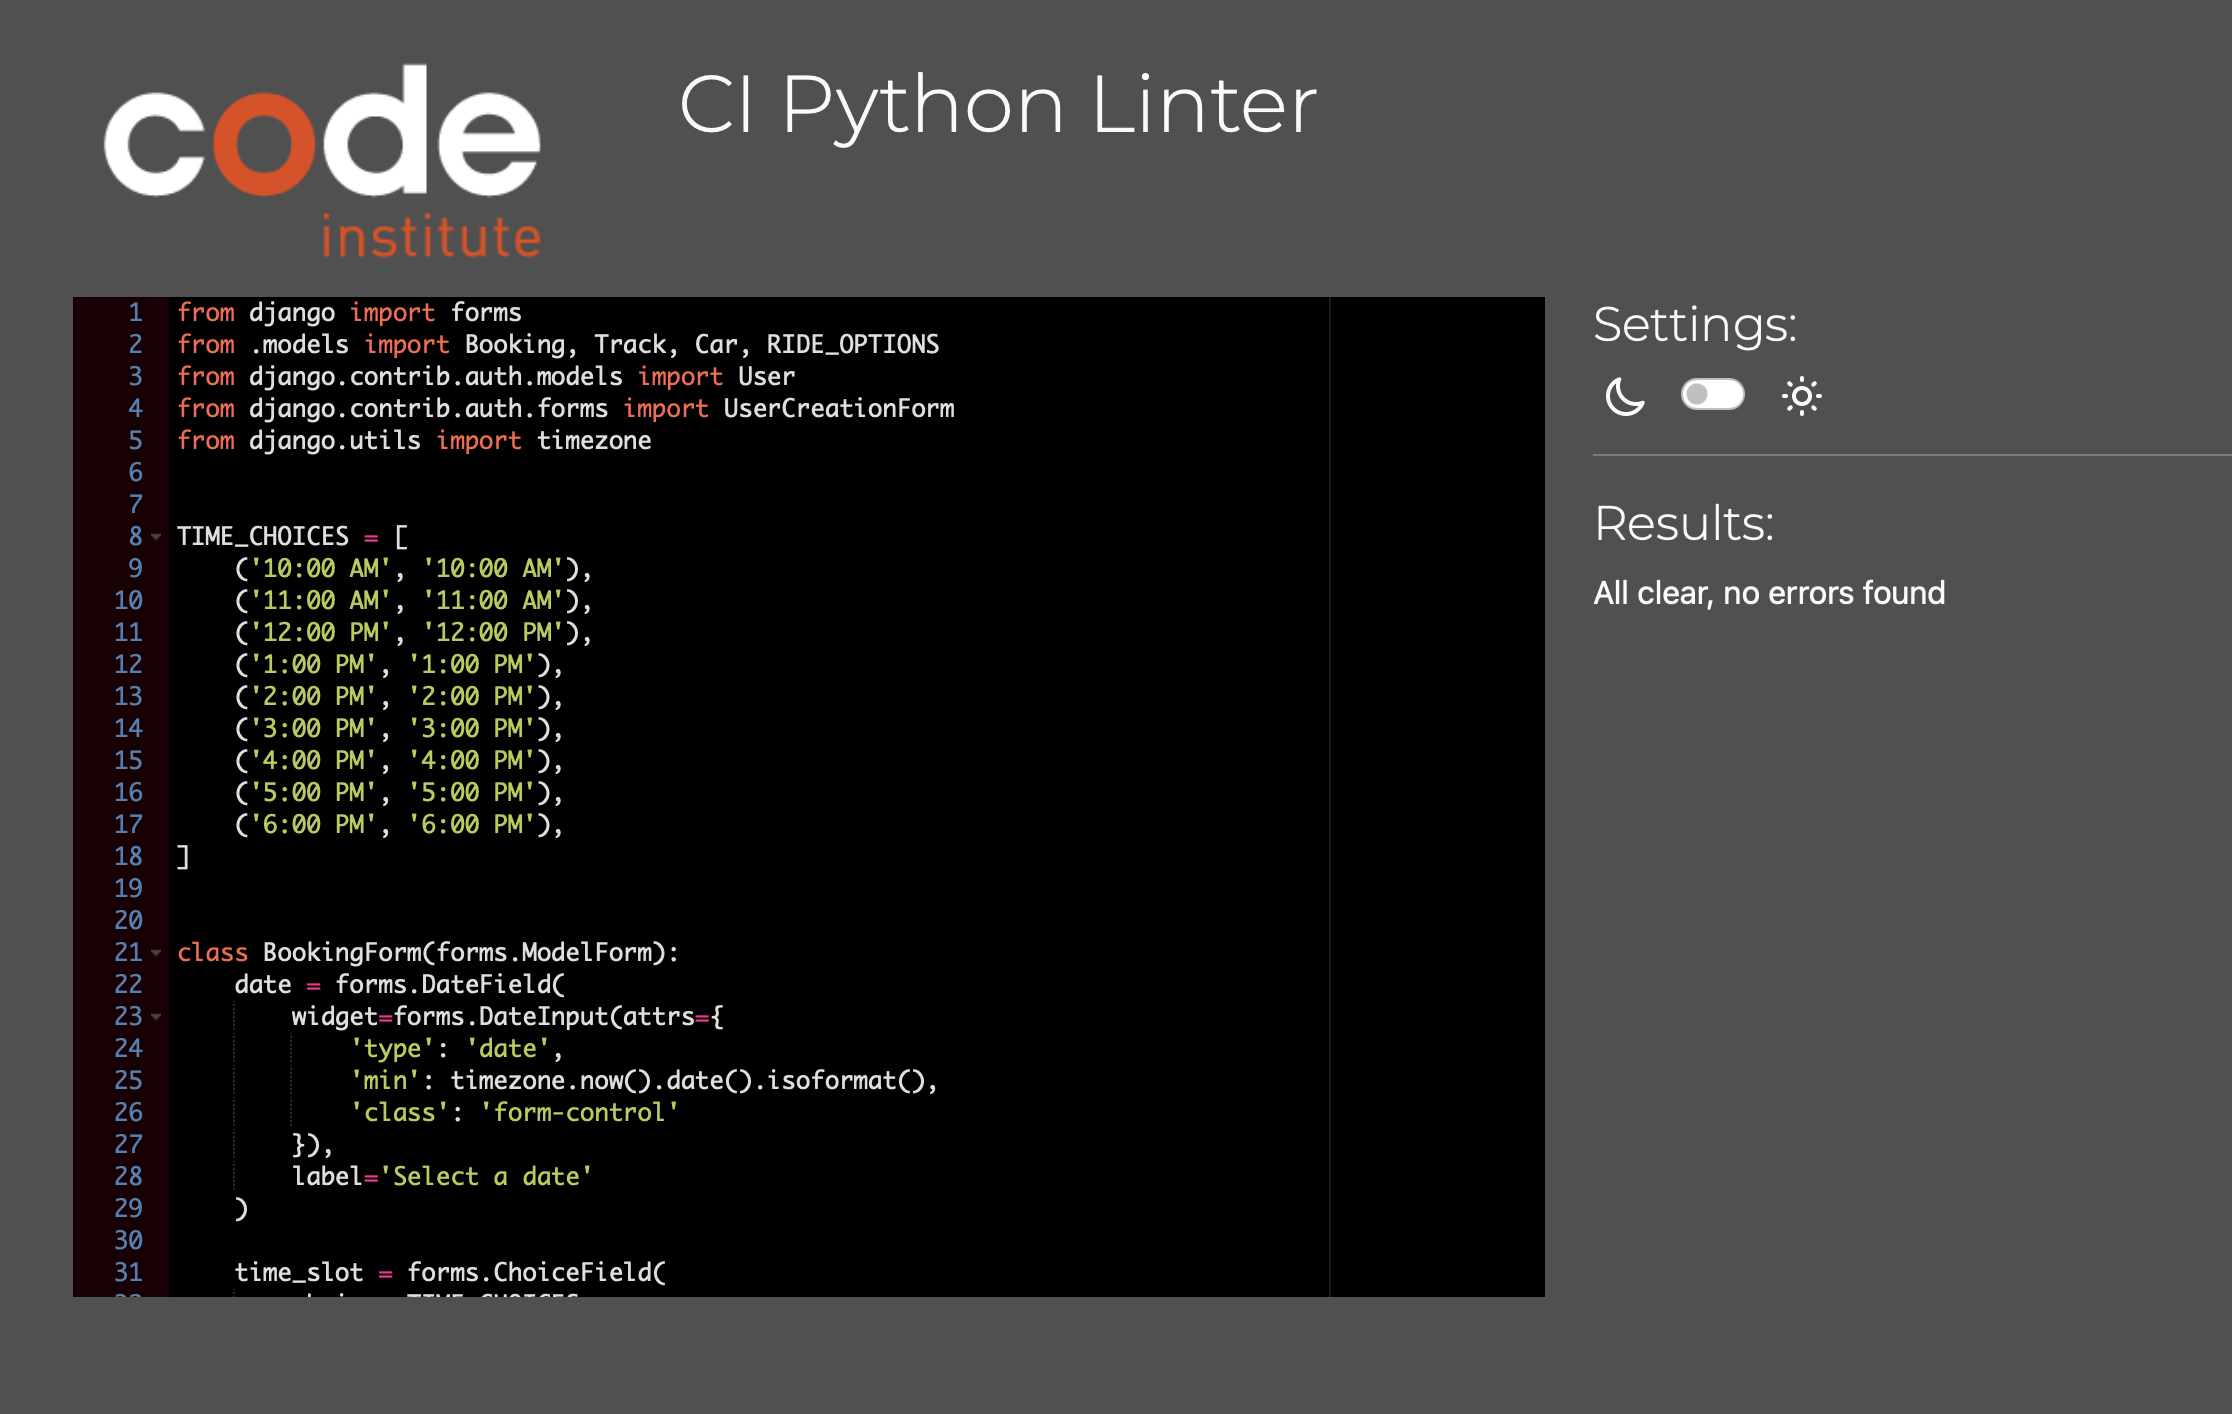 code
institute
CI Python Linter
1 from django import forms
2 from .models import Booking, Track, Car, RIDE_OPTIONS
3 from django.contrib.auth.models import User
4 from django.contrib.auth.forms import UserCreationForm
5 from django.utils import timezone
6
7
8 TIME_CHOICES = [
9     ('10:00 AM', '10:00 AM'),
10     ('11:00 AM', '11:00 AM'),
11     ('12:00 PM', '12:00 PM'),
12     ('1:00 PM', '1:00 PM'),
13     ('2:00 PM', '2:00 PM'),
14     ('3:00 PM', '3:00 PM'),
15     ('4:00 PM', '4:00 PM'),
16     ('5:00 PM', '5:00 PM'),
17     ('6:00 PM', '6:00 PM'),
18 ]
19
20
21 class BookingForm(forms.ModelForm):
22     date = forms.DateField(
23         widget=forms.DateInput(attrs={
24             'type': 'date',
25             'min': timezone.now().date().isoformat(),
26             'class': 'form-control'
27         }),
28         label='Select a date'
29     )
30
31     time_slot = forms.ChoiceField(
Settings:
Results:
All clear, no errors found